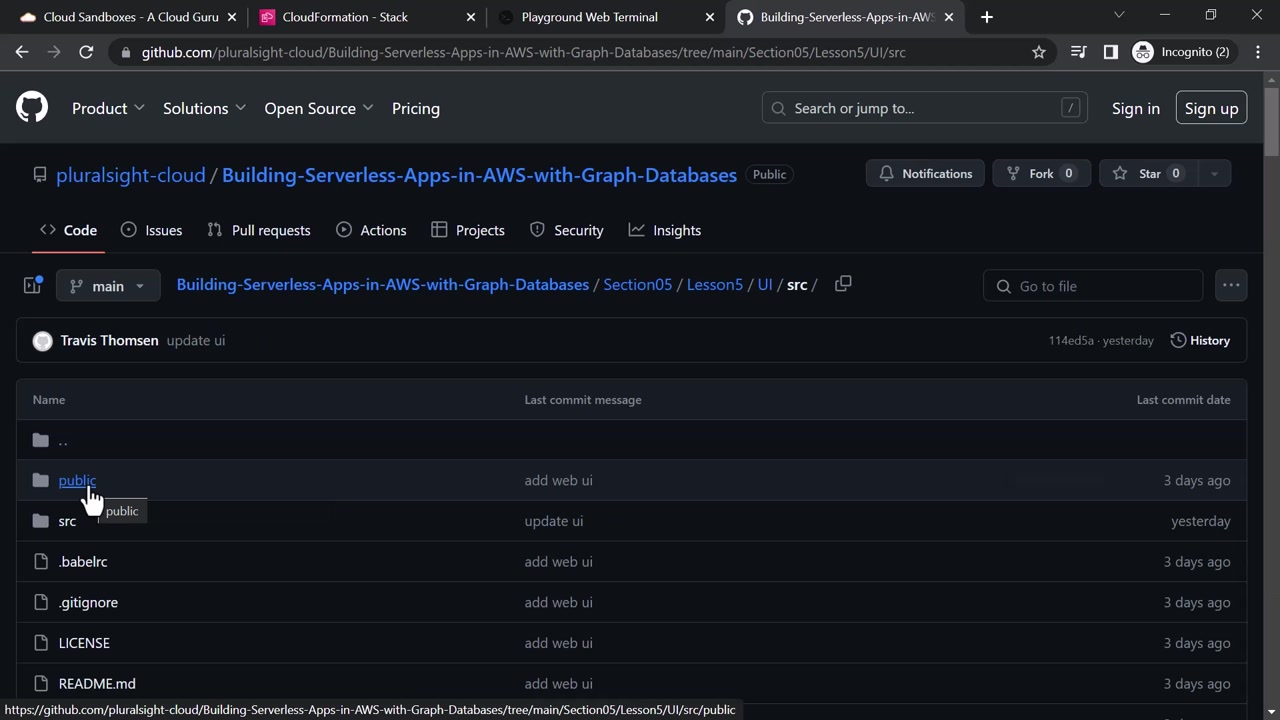 Cloud Sandboxes - A Cloud Guru
CloudFormation - Stack
Playground Web Terminal
Building-Serverless-Apps-in-AW
github.com/pluralsight-cloud/Building-Serverless-Apps-in-AWS-with-Graph-Databases/tree/main/Section05/Lesson5/UI/src
Incognito (2)
Product Solutions Open Source Pricing Search or jump to... / Sign in Sign up
pluralsight-cloud / Building-Serverless-Apps-in-AWS-with-Graph-Databases Public Notifications Fork 0 Star 0
<> Code Issues Pull requests Actions Projects Security Insights
main Building-Serverless-Apps-in-AWS-with-Graph-Databases / Section05 / Lesson5 / UI / src / Go to file ...
Travis Thomsen update ui 114ed5a · yesterday History
Name Last commit message Last commit date
..
public add web ui 3 days ago
public
src update ui yesterday
.babelrc add web ui 3 days ago
.gitignore add web ui 3 days ago
LICENSE add web ui 3 days ago
README.md add web ui 3 days ago
https://github.com/pluralsight-cloud/Building-Serverless-Apps-in-AWS-with-Graph-Databases/tree/main/Section05/Lesson5/UI/src/public